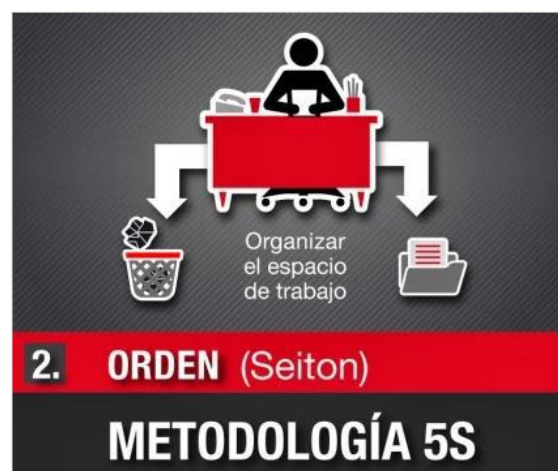 Organizar
el espacio
de trabajo
2. ORDEN (Seiton)
METODOLOGÍA 5S